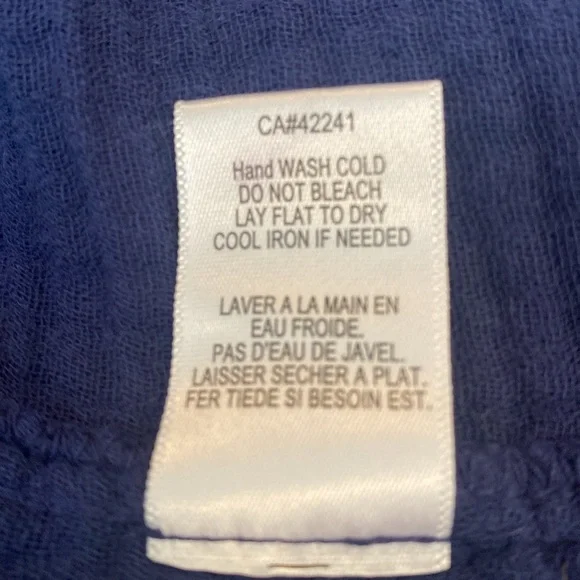 CA#42241
Hand WASH COLD
DO NOT BLEACH
LAY FLAT TO DRY
COOL IRON IF NEEDED
LAVER A LA MAIN EN
EAU FROIDE.
PAS D'EAU DE JAVEL.
LAISSER SECHER A PLAT.
FER TIEDE SI BESOIN EST.